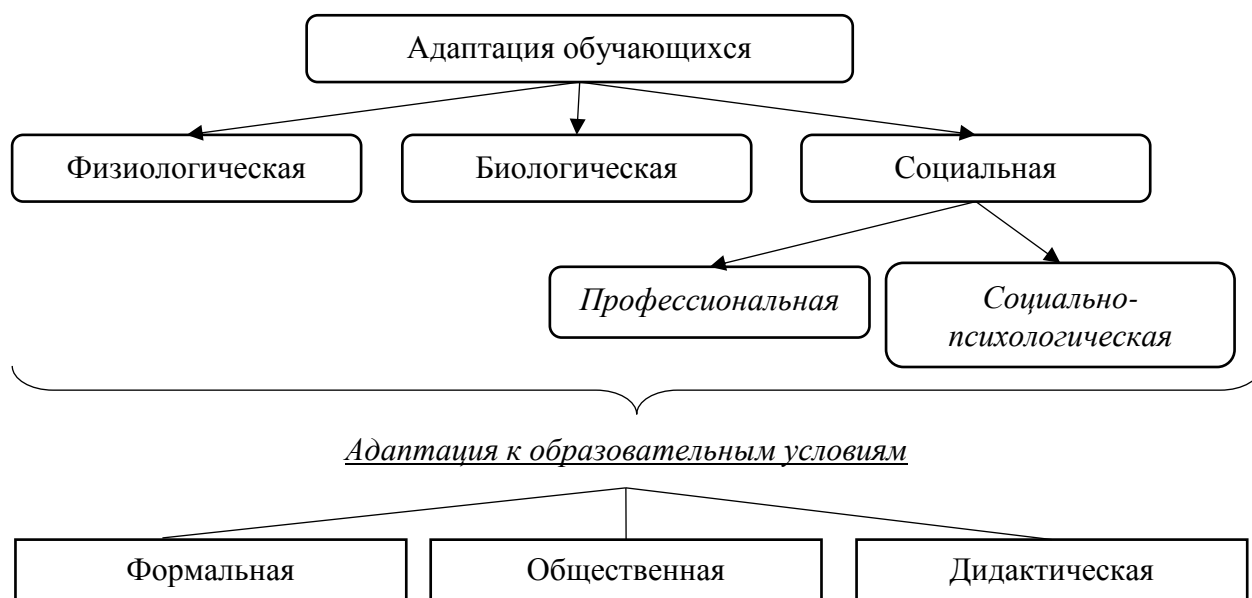 Адаптация обучающихся
Физиологическая
Биологическая
Социальная
Профессиональная
Социально-
психологическая
Адаптация к образовательным условиям
Формальная
Общественная
Дидактическая